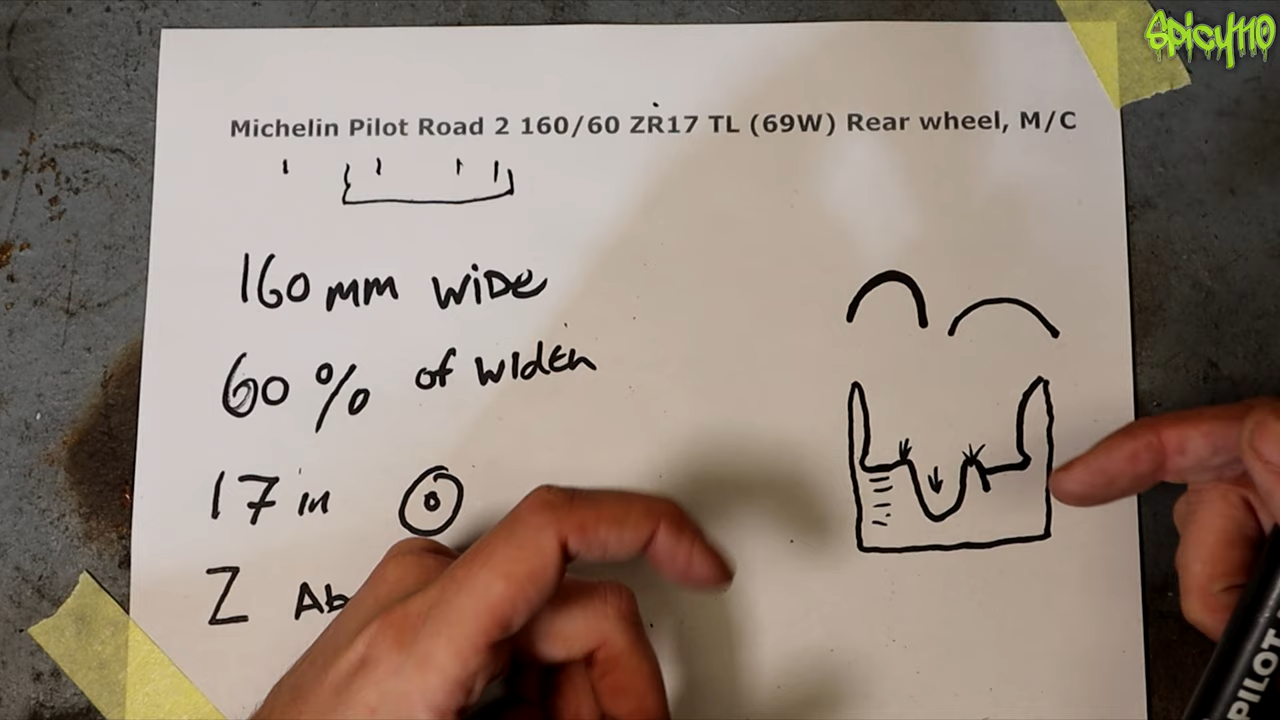 Spicy110
Michelin Pilot Road 2 160/60 ZR17 TL (69W) Rear wheel, M/C
160 mm wide
60 % of widen
17 in
Z Ab
PILOT